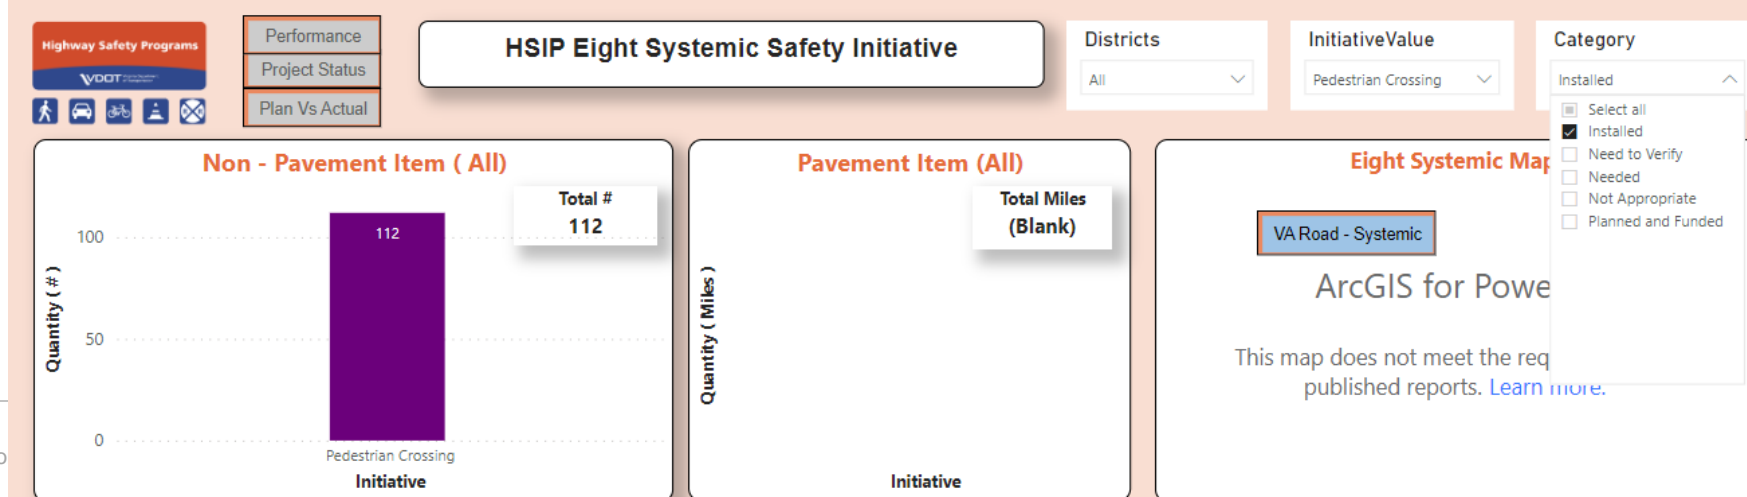 Highway Safety Programs
VDOT
Performance
Project Status
Plan Vs Actual
HSIP Eight Systemic Safety Initiative
Districts
All
InitiativeValue
Pedestrian Crossing
Category
Installed
Select all
Installed
Need to Verify
Needed
Not Appropriate
Planned and Funded
Non - Pavement Item ( All)
Total #
112
100
50
0
112
Quantity ( # )
Pedestrian Crossing
Initiative
Pavement Item (All)
Total Miles
(Blank)
Quantity ( Miles )
Initiative
Eight Systemic Map
VA Road - Systemic
ArcGIS for Powe
This map does not meet the req
published reports. Learn more.